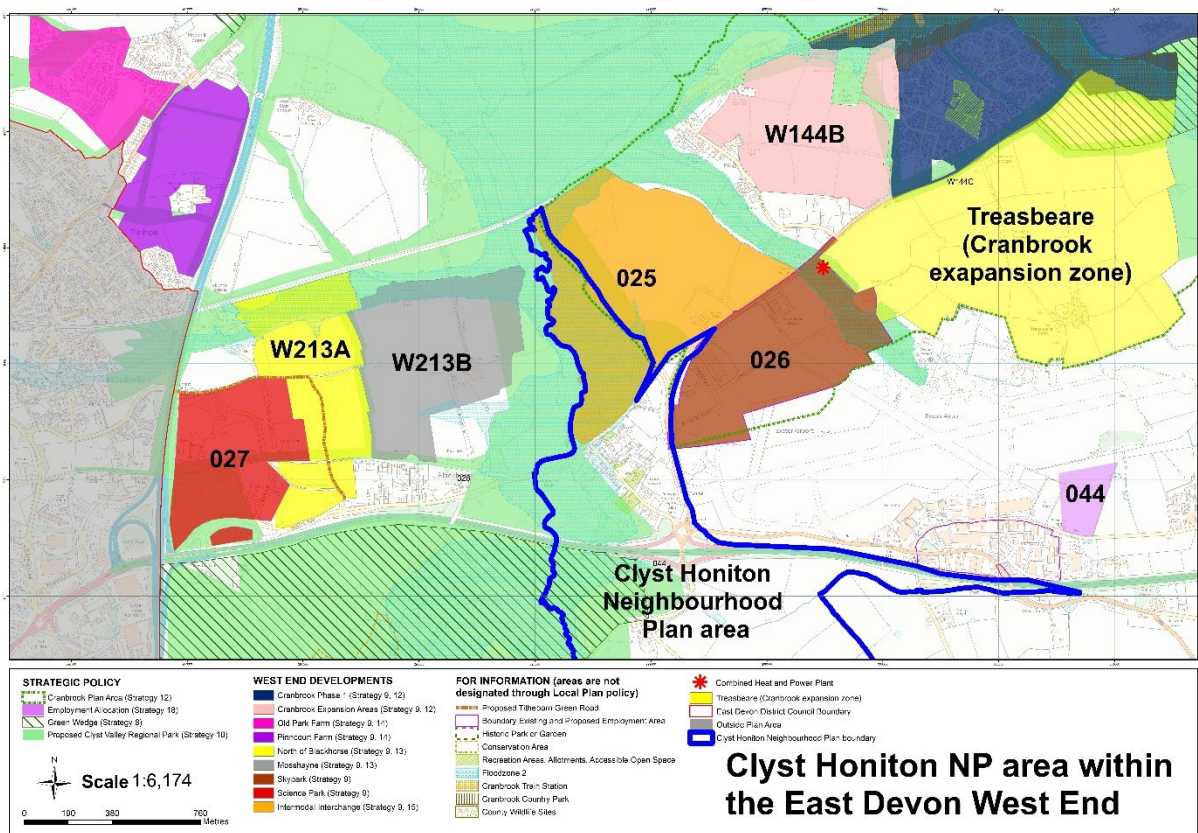 W144B
W144C
Treasbeare
(Cranbrook
exapansion zone)
025
W213A
W213B
026
027
044
Blackhorse
Clyst Honiton
Neighbourhood
Plan area
STRATEGIC POLICY
Cranbrook Plan Area (Strategy 12)
Employment Allocation (Strategy 18)
Green Wedge (Strategy 8)
Proposed Clyst Valley Regional Park (Strategy 10)
N
Scale 1:6,174
0 190 380 760
Metres
WEST END DEVELOPMENTS
Cranbrook Phase 1 (Strategy 9, 12)
Cranbrook Expansion Areas (Strategy 9, 12)
Old Park Farm (Strategy 9, 14)
Pinncourt Farm (Strategy 9, 14)
North of Blackhorse (Strategy 9, 13)
Mosshayne (Strategy 9, 13)
Skypark (Strategy 9)
Science Park (Strategy 9)
Intermodal Interchange (Strategy 9, 15)
FOR INFORMATION (areas are not
designated through Local Plan policy)
Proposed Tithebarn Green Road
Boundary Existing and Proposed Employment Area
Historic Park or Garden
Conservation Area
Recreation Areas, Allotments, Accessible Open Space
Floodzone 2
Cranbrook Train Station
Cranbrook Country Park
County Wildlife Sites
Combined Heat and Power Plant
Treasbeare (Cranbrook expansion zone)
East Devon District Council Boundary
Outside Plan Area
Clyst Honiton Neighbourhood Plan boundary
Clyst Honiton NP area within
the East Devon West End